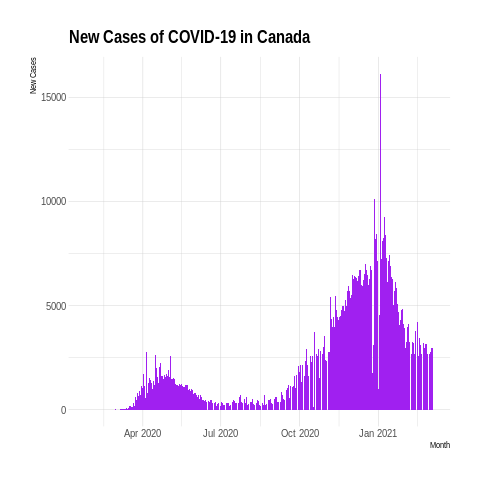 New Cases of COVID-19 in Canada
New Cases
15000
10000
5000
0
Apr 2020 Jul 2020 Oct 2020 Jan 2021
Month